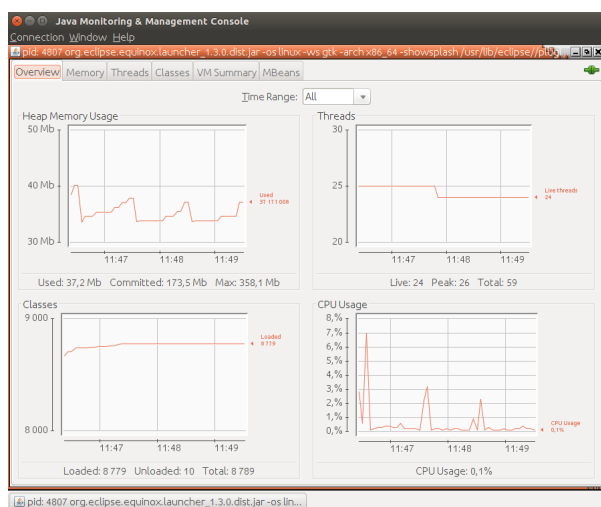 Java Monitoring & Management Console
Connection Window Help
pid: 4807 org.eclipse.equinox.launcher_1.3.0.dist.jar -os linux -ws gtk -arch x86_64 -showsplash /usr/lib/eclipse//plug...
Overview Memory Threads Classes VM Summary MBeans
Time Range: All
Heap Memory Usage
50 Mb
40 Mb
30 Mb
Used
11:47 11:48 11:49
Used: 37,2 Mb Committed: 173,5 Mb Max: 358,1 Mb
Threads
30
25
20
Live threads
24
11:47 11:48 11:49
Live: 24 Peak: 26 Total: 59
Classes
9 000
8 000
Loaded
8 779
11:47 11:48 11:49
Loaded: 8 779 Unloaded: 10 Total: 8 789
CPU Usage
8,%
7,%
6,%
5,%
4,%
3,%
2,%
1,%
0,%
CPU Usage
0,1%
11:47 11:48 11:49
CPU Usage: 0,1%
pid: 4807 org.eclipse.equinox.launcher_1.3.0.dist.jar -os lin...